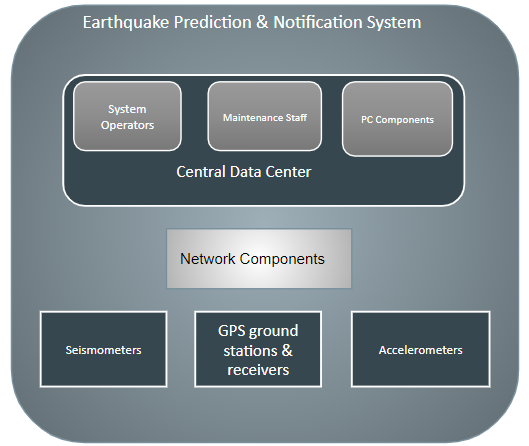 Earthquake Prediction & Notification System
System
Operators
Maintenance Staff
PC Components
Central Data Center
Network Components
Seismometers
GPS ground
stations &
receivers
Accelerometers